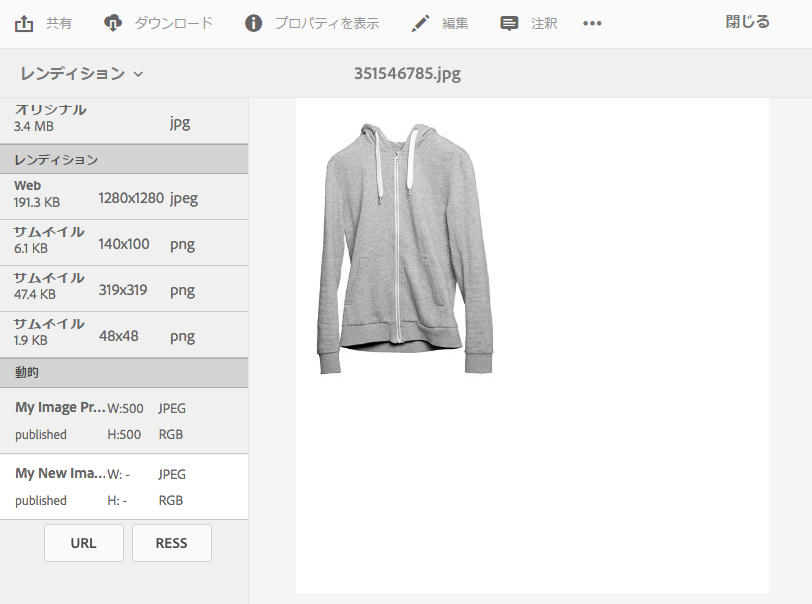 共有 ダウンロード プロパティを表示 編集 注釈 ••• 閉じる
レンディション 351546785.jpg
オリジナル
3.4 MB jpg
レンディション
Web
191.3 KB 1280x1280 jpeg
サムネイル
6.1 KB 140x100 png
サムネイル
47.4 KB 319x319 png
サムネイル
1.9 KB 48x48 png
動的
My Image Pr... W:500 JPEG
published H:500 RGB
My New Ima... W: - JPEG
published H: - RGB
URL RESS